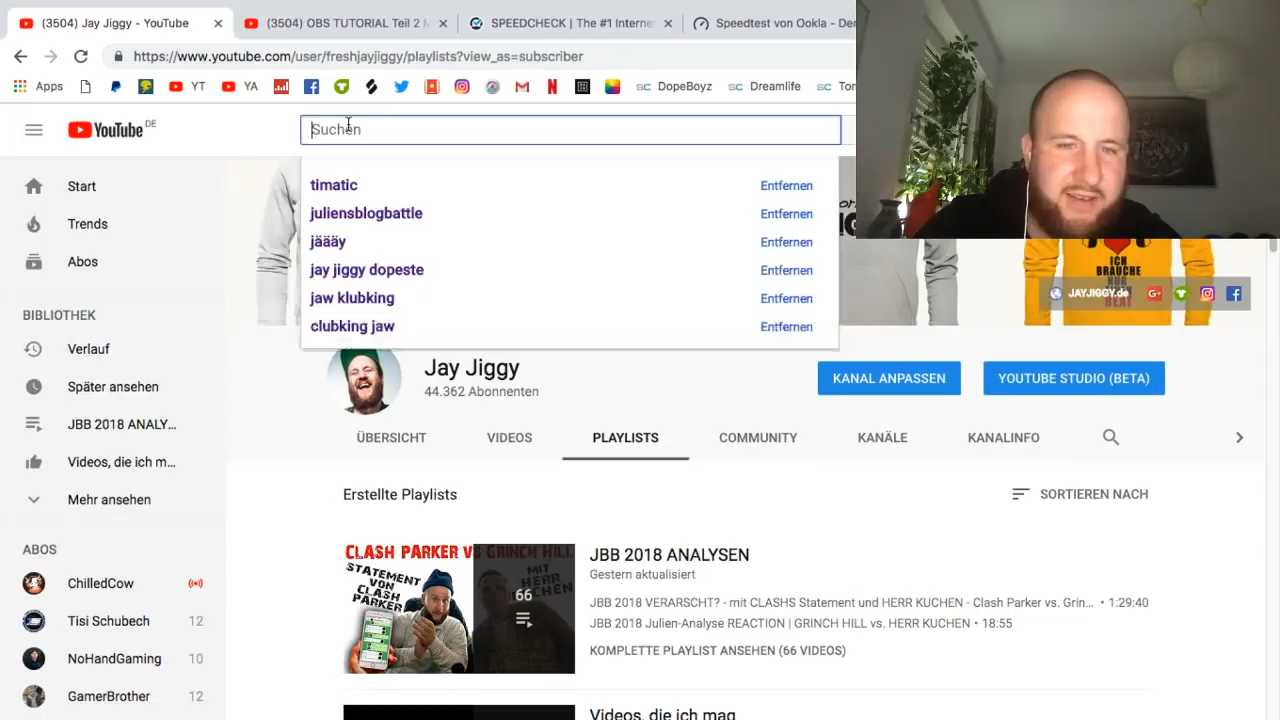 (3504) Jay Jiggy - YouTube
(3504) OBS TUTORIAL Teil 2
SPEEDCHECK | The #1 Interne
Speedtest von Ookla - De
https://www.youtube.com/user/freshjayjiggy/playlists?view_as=subscriber
Apps YT YA DopeBoyz Dreamlife
YouTube DE
Suchen
timatic Entfernen
juliensblogbattle Entfernen
jäääy Entfernen
jay jiggy dopeste Entfernen
jaw klubking Entfernen
clubking jaw Entfernen
Start
Trends
Abos
BIBLIOTHEK
Verlauf
Später ansehen
JBB 2018 ANALY...
Videos, die ich m...
Mehr ansehen
ABOS
ChilledCow
Tisi Schubech 12
NoHandGaming 10
GamerBrother 12
ICH
BRAUCHE
JAYJIGGY.de
Jay Jiggy
44.362 Abonnenten
KANAL ANPASSEN
YOUTUBE STUDIO (BETA)
ÜBERSICHT VIDEOS PLAYLISTS COMMUNITY KANÄLE KANALINFO
Erstellte Playlists
SORTIEREN NACH
CLASH PARKER VS GRINCH HILL
STATEMENT
VON
CLASH
PARKER
MIT
HERR
KUCHEN
66
JBB 2018 ANALYSEN
Gestern aktualisiert
JBB 2018 VERARSCHT? - mit CLASHS Statement und HERR KUCHEN - Clash Parker vs. Grin... • 1:29:40
JBB 2018 Julien-Analyse REACTION | GRINCH HILL vs. HERR KUCHEN • 18:55
KOMPLETTE PLAYLIST ANSEHEN (66 VIDEOS)
Videos, die ich mag